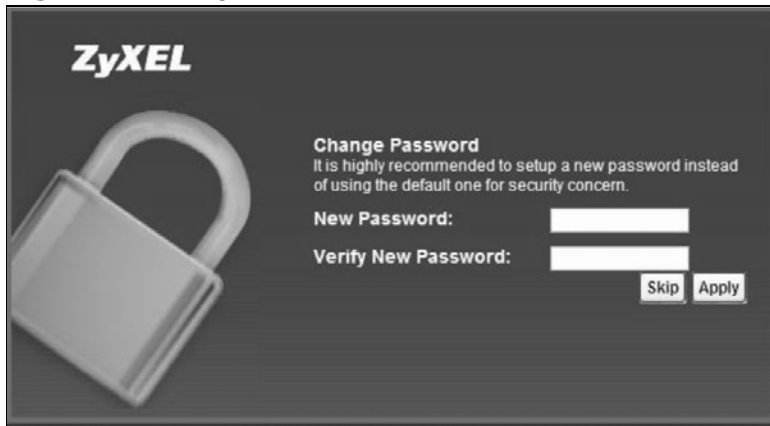 ZyXEL
Change Password
It is highly recommended to setup a new password instead
of using the default one for security concern.
New Password:
Verify New Password:
Skip Apply